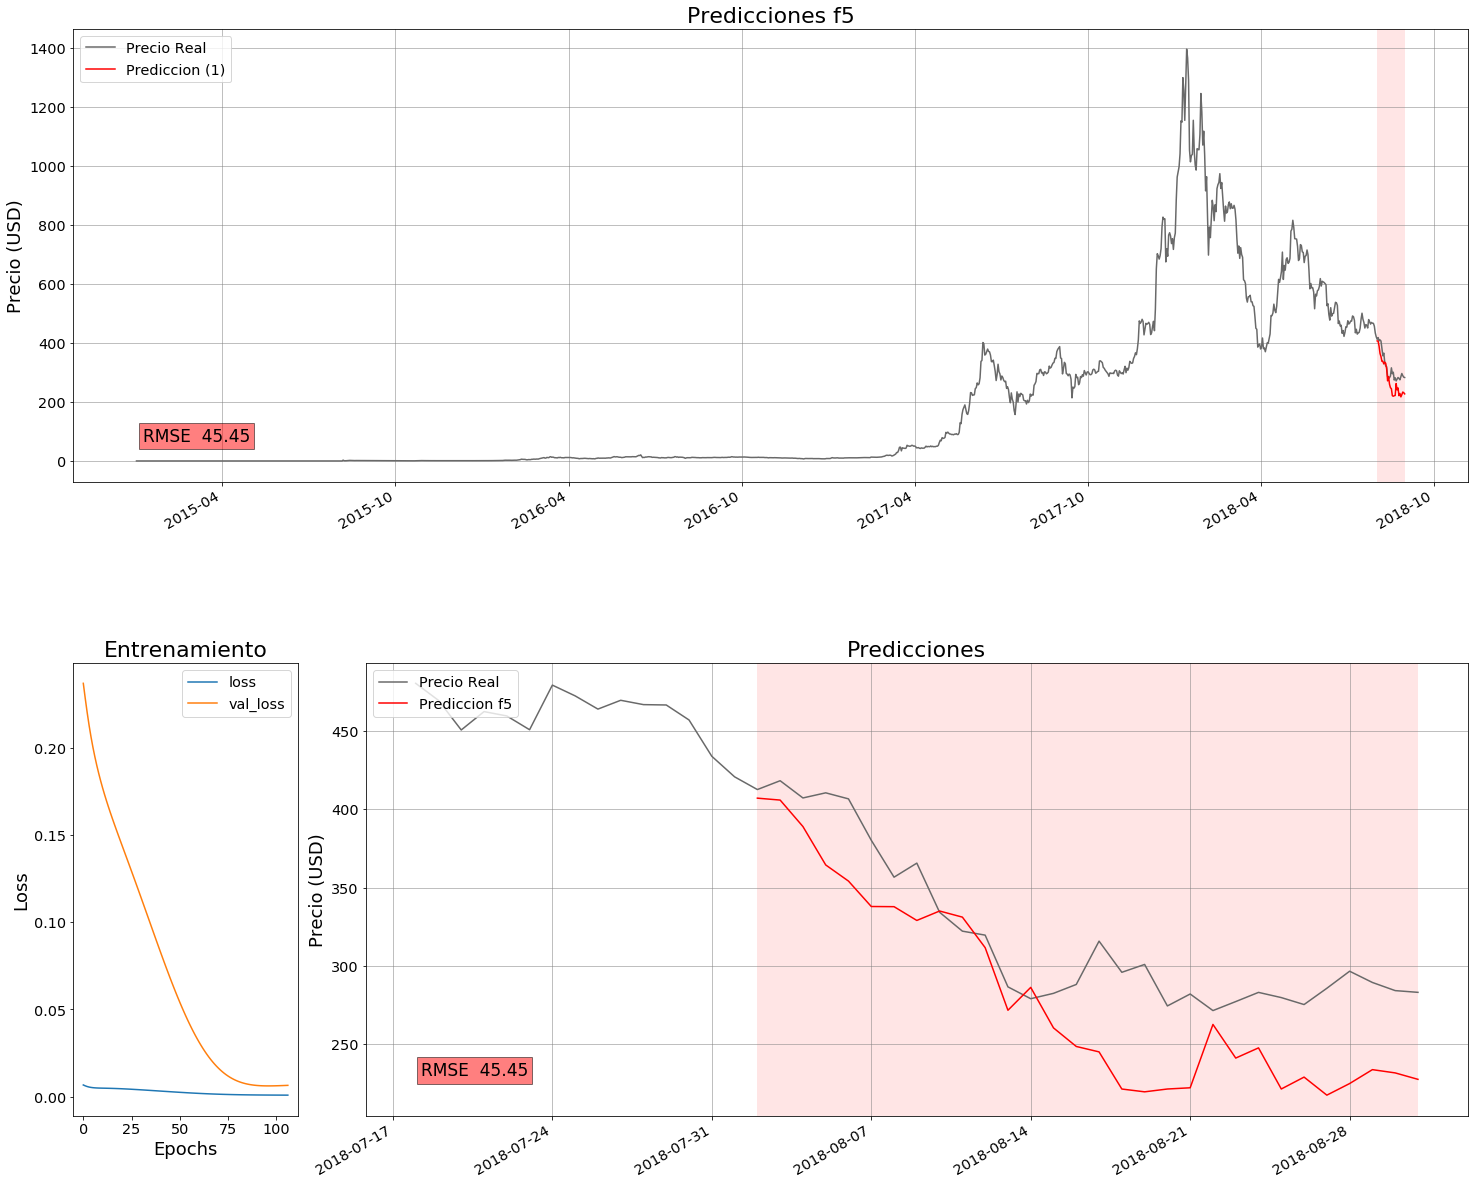 Predicciones f5
Precio Real
Prediccion (1)
Precio (USD)
1400
1200
1000
800
600
400
200
0
RMSE  45.45
2015-04
2015-10
2016-04
2016-10
2017-04
2017-10
2018-04
2018-10
Entrenamiento
loss
val_loss
Loss
0.20
0.15
0.10
0.05
0.00
0
25
50
75
100
Epochs
Predicciones
Precio Real
Prediccion f5
Precio (USD)
450
400
350
300
250
RMSE  45.45
2018-07-17
2018-07-24
2018-07-31
2018-08-07
2018-08-14
2018-08-21
2018-08-28